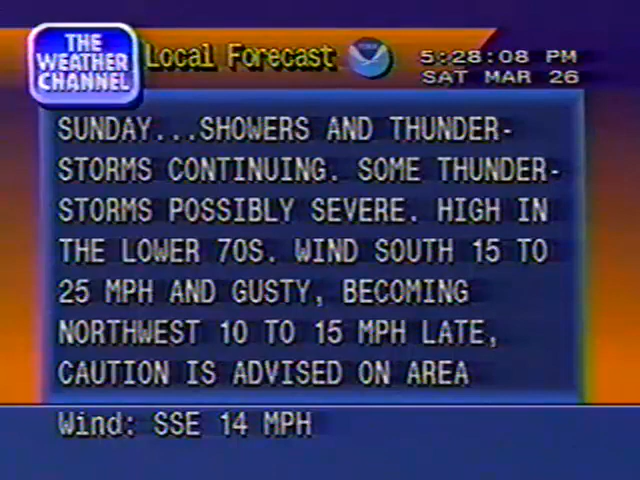 THE
WEATHER
CHANNEL
Local Forecast
5:28:08 PM
SAT MAR 26
SUNDAY...SHOWERS AND THUNDER-
STORMS CONTINUING. SOME THUNDER-
STORMS POSSIBLY SEVERE. HIGH IN
THE LOWER 70S. WIND SOUTH 15 TO
25 MPH AND GUSTY, BECOMING
NORTHWEST 10 TO 15 MPH LATE,
CAUTION IS ADVISED ON AREA
Wind: SSE 14 MPH